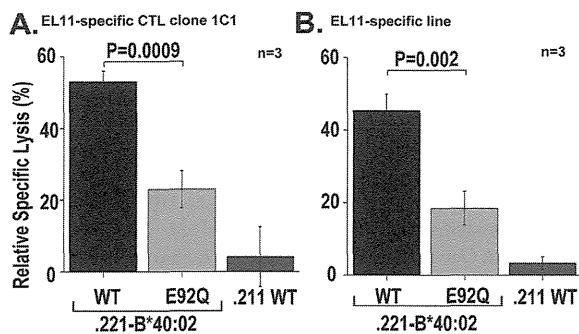 A. EL11-specific CTL clone 1C1
P=0.0009
n=3
Relative Specific Lysis (%)
60
40
20
0
WT
E92Q
.211 WT
.221-B*40:02
B. EL11-specific line
P=0.002
n=3
60
40
20
0
WT
E92Q
.211 WT
.221-B*40:02